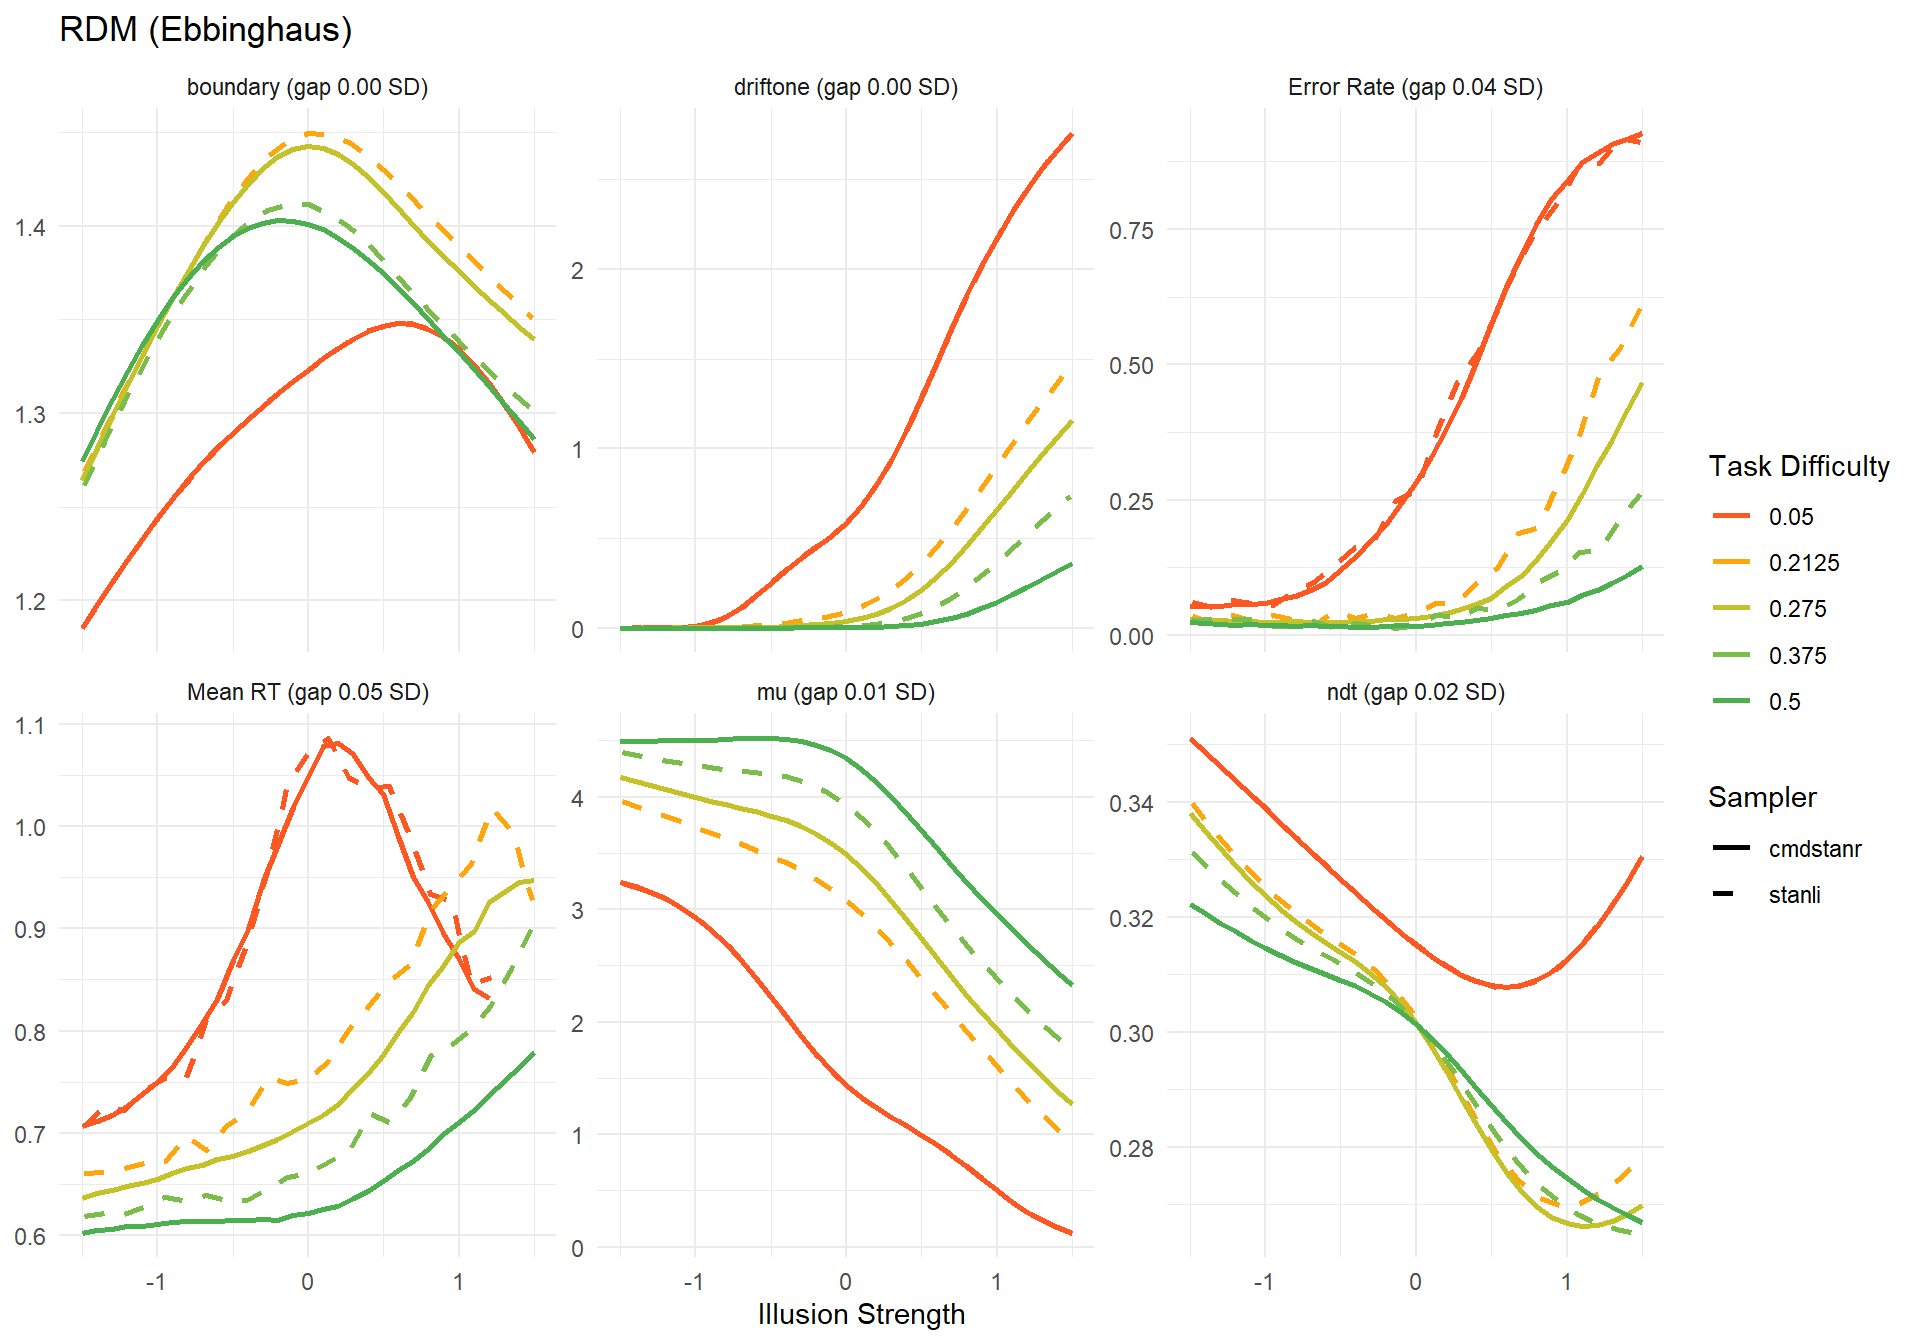 RDM (Ebbinghaus)
boundary (gap 0.00 SD)
driftone (gap 0.00 SD)
Error Rate (gap 0.04 SD)
1.4
1.3
1.2
2
1
0
0.75
0.50
0.25
0.00
Mean RT (gap 0.05 SD)
mu (gap 0.01 SD)
ndt (gap 0.02 SD)
1.1
1.0
0.9
0.8
0.7
0.6
4
3
2
1
0
0.34
0.32
0.30
0.28
-1 0 1
-1 0 1
-1 0 1
Illusion Strength
Task Difficulty
0.05
0.2125
0.275
0.375
0.5
Sampler
cmdstanr
stanli